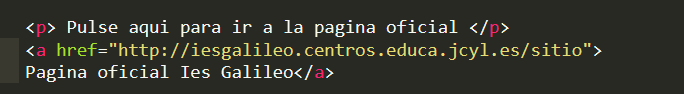 <p> Pulse aqui para ir a la pagina oficial </p>
<a href="http://iesgalileo.centros.educa.jcyl.es/sitio">
Pagina oficial Ies Galileo</a>